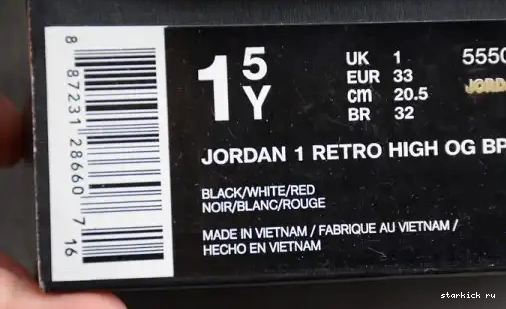 8 87231 28660 7 16
1 5 Y
UK 1
EUR 33
cm 20.5
BR 32
555
JORDAN 1 RETRO HIGH OG BP
BLACK/WHITE/RED
NOIR/BLANC/ROUGE
MADE IN VIETNAM / FABRIQUE AU VIETNAM /
HECHO EN VIETNAM
starkick ru